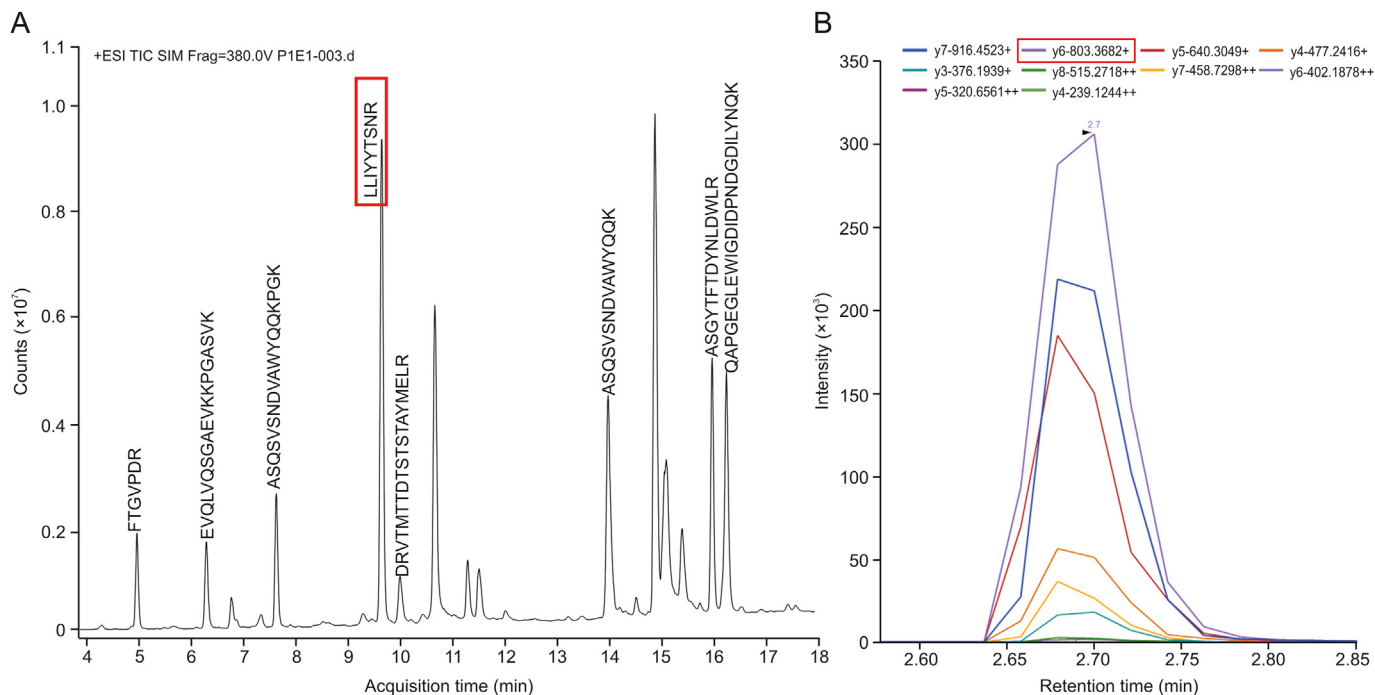 A
+ESI TIC SIM Frag=380.0V P1E1-003.d
Counts (×10⁷)
1.1
1.0
0.8
0.6
0.4
0.2
0
FTGVPDR
EVQLVQSGAEVKKPGASVK
ASQSVSNDVAWYQQKPGK
LLIYYTSNR
DRVTMTTDTSTSTAYMELR
ASQSVSNDVAWYQQK
ASGYTFTDYNLDWLR
QAPGEGLEWIGDIDPNDGDILYNQK
4 5 6 7 8 9 10 11 12 13 14 15 16 17 18
Acquisition time (min)
B
y7-916.4523+ y6-803.3682+ y5-640.3049+ y4-477.2416+
y3-376.1939+ y8-515.2718++ y7-458.7298++ y6-402.1878++
y5-320.6561++ y4-239.1244++
2.7
Intensity (×10³)
350
300
250
200
150
100
50
0
2.60 2.65 2.70 2.75 2.80 2.85
Retention time (min)